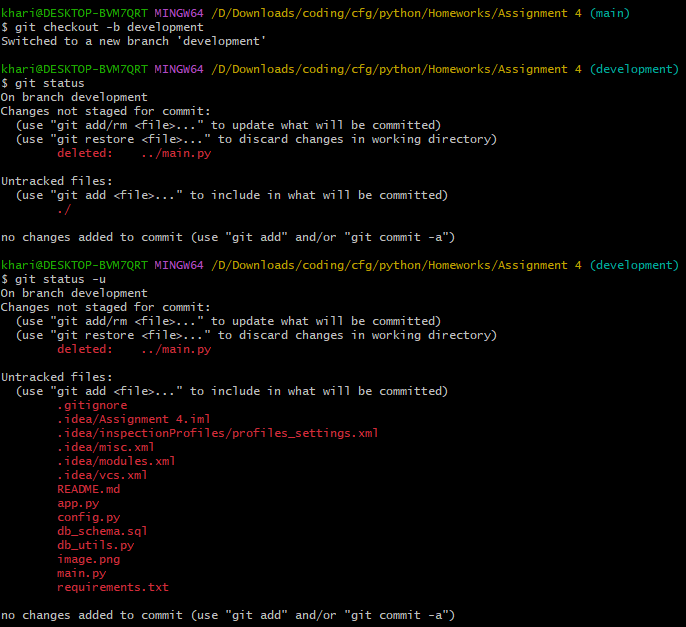 khari@DESKTOP-BVM7QRT MINGW64 /D/Downloads/coding/cfg/python/Homeworks/Assignment 4 (main)
$ git checkout -b development
Switched to a new branch 'development'

khari@DESKTOP-BVM7QRT MINGW64 /D/Downloads/coding/cfg/python/Homeworks/Assignment 4 (development)
$ git status
On branch development
Changes not staged for commit:
  (use "git add/rm <file>..." to update what will be committed)
  (use "git restore <file>..." to discard changes in working directory)
        deleted:    ../main.py

Untracked files:
  (use "git add <file>..." to include in what will be committed)
        ./

no changes added to commit (use "git add" and/or "git commit -a")

khari@DESKTOP-BVM7QRT MINGW64 /D/Downloads/coding/cfg/python/Homeworks/Assignment 4 (development)
$ git status -u
On branch development
Changes not staged for commit:
  (use "git add/rm <file>..." to update what will be committed)
  (use "git restore <file>..." to discard changes in working directory)
        deleted:    ../main.py

Untracked files:
  (use "git add <file>..." to include in what will be committed)
        .gitignore
        .idea/Assignment 4.iml
        .idea/inspectionProfiles/profiles_settings.xml
        .idea/misc.xml
        .idea/modules.xml
        .idea/vcs.xml
        README.md
        app.py
        config.py
        db_schema.sql
        db_utils.py
        image.png
        main.py
        requirements.txt

no changes added to commit (use "git add" and/or "git commit -a")